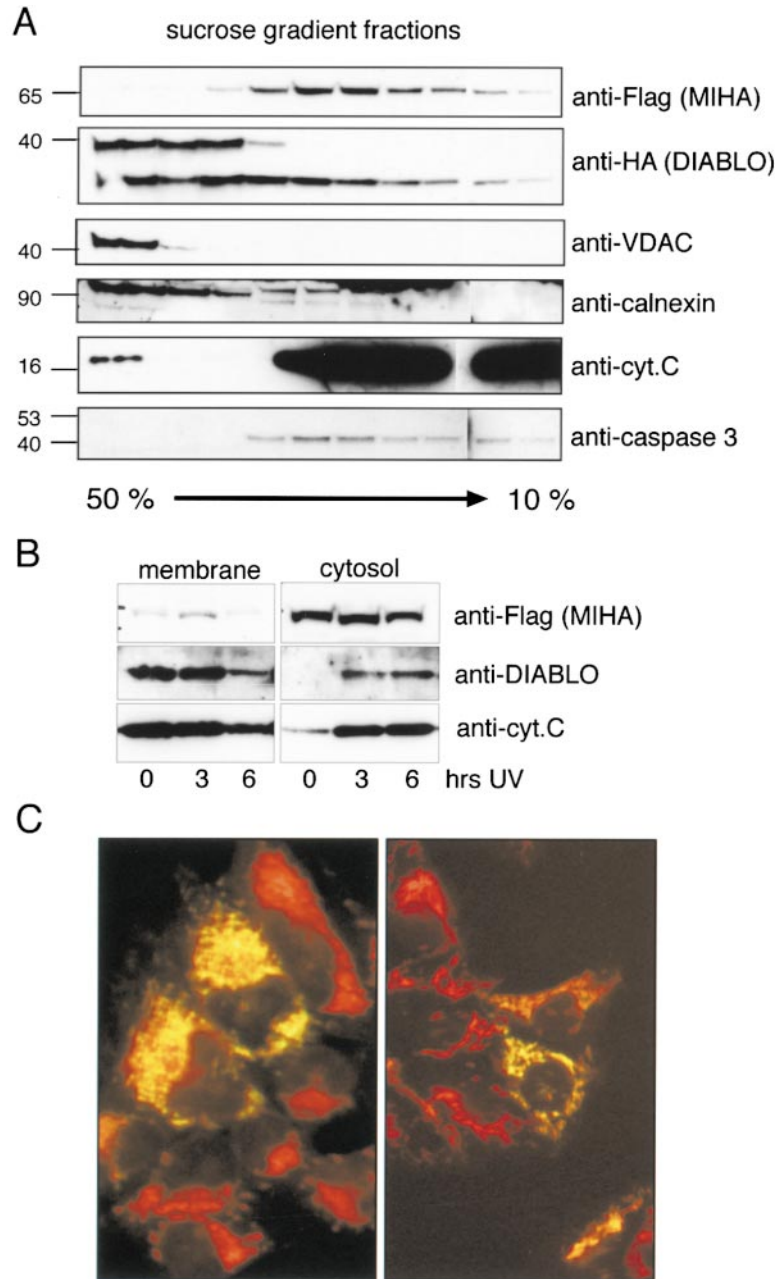 A
sucrose gradient fractions
65
anti-Flag (MIHA)
40
anti-HA (DIABLO)
40
anti-VDAC
90
anti-calnexin
16
anti-cyt.C
53
40
anti-caspase 3
50 % 10 %
B
membrane cytosol
anti-Flag (MIHA)
anti-DIABLO
anti-cyt.C
0 3 6 0 3 6 hrs UV
C